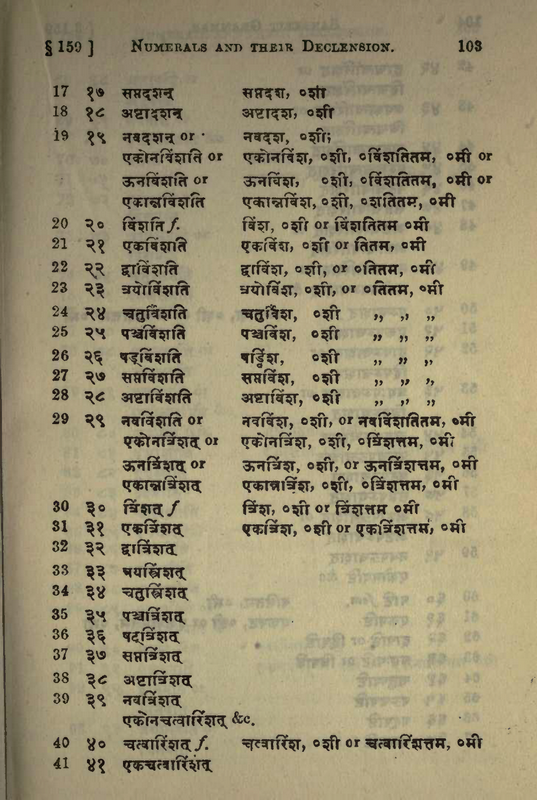 § 159 ] NUMERALS AND THEIR DECLENSION. 103
17 १७ सप्तदशन् सप्तदश, ०शी
18 १८ अष्टादशन् अष्टादश, ०शी
19 १९ नवदशन् or नवदश, ०शी;
एकोनविंशति or एकोनविंश, ०शी, ०विंशतितम, ०मी or
ऊनविंशति or ऊनविंश, ०शी, ०विंशतितम, ०मी or
एकान्नविंशति एकान्नविंश, ०शी, ०शतितम, ०मी
20 २० विंशति f. विंश, ०शी or विंशतितम ०मी
21 २१ एकविंशति एकविंश, ०शी or तितम, ०मी
22 २२ द्वाविंशति द्वाविंश, ०शी, or ०तितम, ०मी
23 २३ त्रयोविंशति त्रयोविंश, ०शी, or ०तितम, ०मी
24 २४ चतुर्विंशति चतुर्विंश, ०शी ,, ,, ,,
25 २५ पञ्चविंशति पञ्चविंश, ०शी ,, ,, ,,
26 २६ षड्विंशति षड्विंश, ०शी ,, ,, ,,
27 २७ सप्तविंशति सप्तविंश, ०शी ,, ,, ,,
28 २८ अष्टाविंशति अष्टाविंश, ०शी ,, ,, ,,
29 २९ नवविंशति or नवविंश, ०शी, or नवविंशतितम, ०मी
एकोनत्रिंशत् or एकोनत्रिंश, ०शी, ०त्रिंशत्तम, ०मी
ऊनत्रिंशत् or ऊनत्रिंश, ०शी, or ऊनत्रिंशत्तम, ०मी
एकान्नत्रिंशत् एकान्नत्रिंश, ०शी, ०त्रिंशत्तम, ०मी
30 ३० त्रिंशत् f त्रिंश, ०शी or त्रिंशत्तम ०मी
31 ३१ एकत्रिंशत् एकत्रिंश, ०शी or एकत्रिंशत्तम, ०मी
32 ३२ द्वात्रिंशत्
33 ३३ त्रयस्त्रिंशत्
34 ३४ चतुस्त्रिंशत्
35 ३५ पञ्चत्रिंशत्
36 ३६ षट्त्रिंशत्
37 ३७ सप्तत्रिंशत्
38 ३८ अष्टात्रिंशत्
39 ३९ नवत्रिंशत्
एकोनचत्वारिंशत् &c.
40 ४० चत्वारिंशत् f. चत्वारिंश, ०शी or चत्वारिंशत्तम, ०मी
41 ४१ एकचत्वारिंशत्